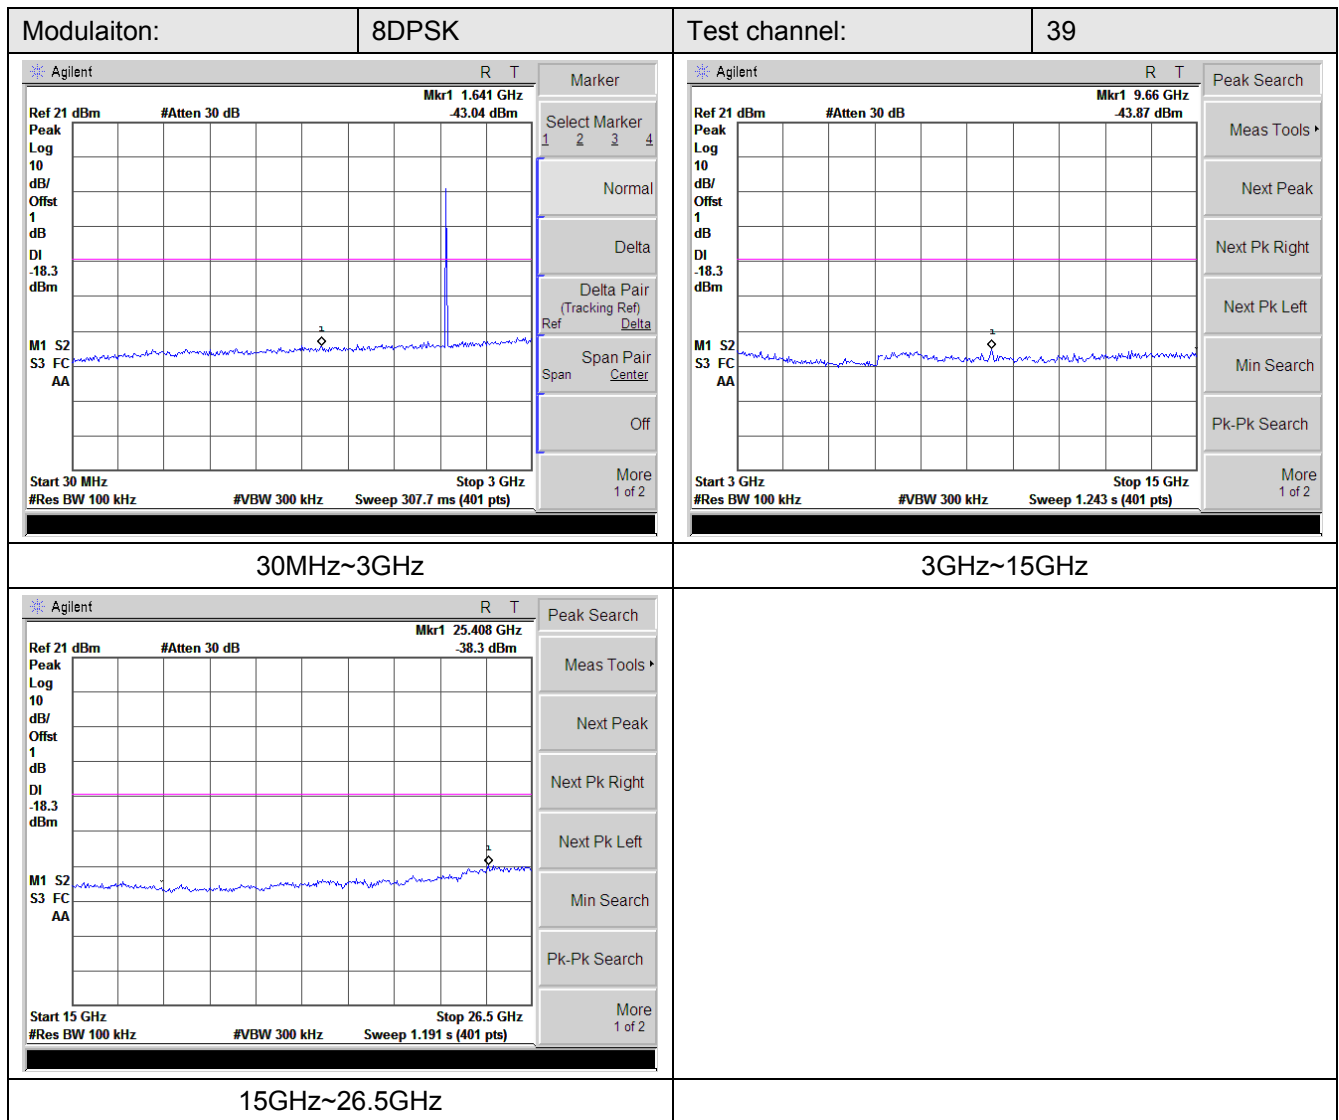 Modulaiton: 8DPSK Test channel: 39
Agilent R T
Mkr1 1.641 GHz
Ref 21 dBm #Atten 30 dB -43.04 dBm
Peak
Log
10
dB/
Offst
1
dB
DI
-18.3
dBm
M1 S2
S3 FC
AA
1
Start 30 MHz Stop 3 GHz
#Res BW 100 kHz #VBW 300 kHz Sweep 307.7 ms (401 pts)
Marker
Select Marker
1 2 3 4
Normal
Delta
Delta Pair
(Tracking Ref)
Ref Delta
Span Pair
Span Center
Off
More
1 of 2
Agilent R T
Mkr1 9.66 GHz
Ref 21 dBm #Atten 30 dB -43.87 dBm
Peak
Log
10
dB/
Offst
1
dB
DI
-18.3
dBm
M1 S2
S3 FC
AA
1
Start 3 GHz Stop 15 GHz
#Res BW 100 kHz #VBW 300 kHz Sweep 1.243 s (401 pts)
Peak Search
Meas Tools
Next Peak
Next Pk Right
Next Pk Left
Min Search
Pk-Pk Search
More
1 of 2
30MHz~3GHz 3GHz~15GHz
Agilent R T
Mkr1 25.408 GHz
Ref 21 dBm #Atten 30 dB -38.3 dBm
Peak
Log
10
dB/
Offst
1
dB
DI
-18.3
dBm
M1 S2
S3 FC
AA
1
Start 15 GHz Stop 26.5 GHz
#Res BW 100 kHz #VBW 300 kHz Sweep 1.191 s (401 pts)
Peak Search
Meas Tools
Next Peak
Next Pk Right
Next Pk Left
Min Search
Pk-Pk Search
More
1 of 2
15GHz~26.5GHz